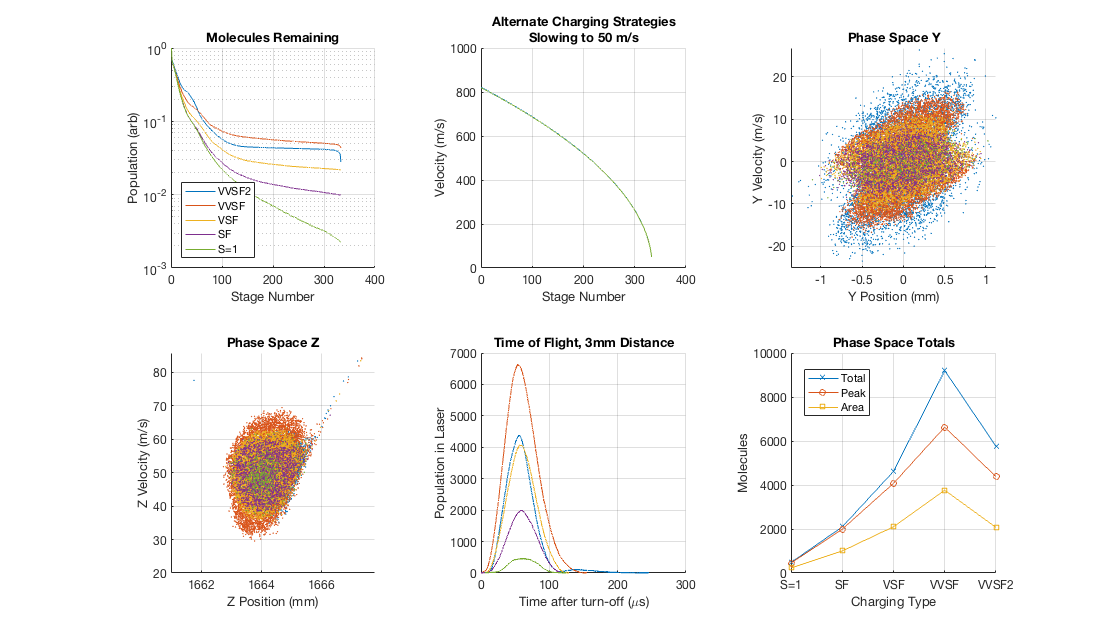 Molecules Remaining
10^0
10^-1
10^-2
10^-3
Population (arb)
VVSF2
VVSF
VSF
SF
S=1
0 100 200 300 400
Stage Number
Alternate Charging Strategies
Slowing to 50 m/s
1000
800
600
400
200
0
Velocity (m/s)
0 100 200 300 400
Stage Number
Phase Space Y
20
10
0
-10
-20
Y Velocity (m/s)
-1 -0.5 0 0.5 1
Y Position (mm)
Phase Space Z
80
70
60
50
40
30
20
Z Velocity (m/s)
1662 1664 1666
Z Position (mm)
Time of Flight, 3mm Distance
7000
6000
5000
4000
3000
2000
1000
0
Population in Laser
0 100 200 300
Time after turn-off (μs)
Phase Space Totals
10000
8000
6000
4000
2000
0
Molecules
Total
Peak
Area
S=1 SF VSF VVSF VVSF2
Charging Type